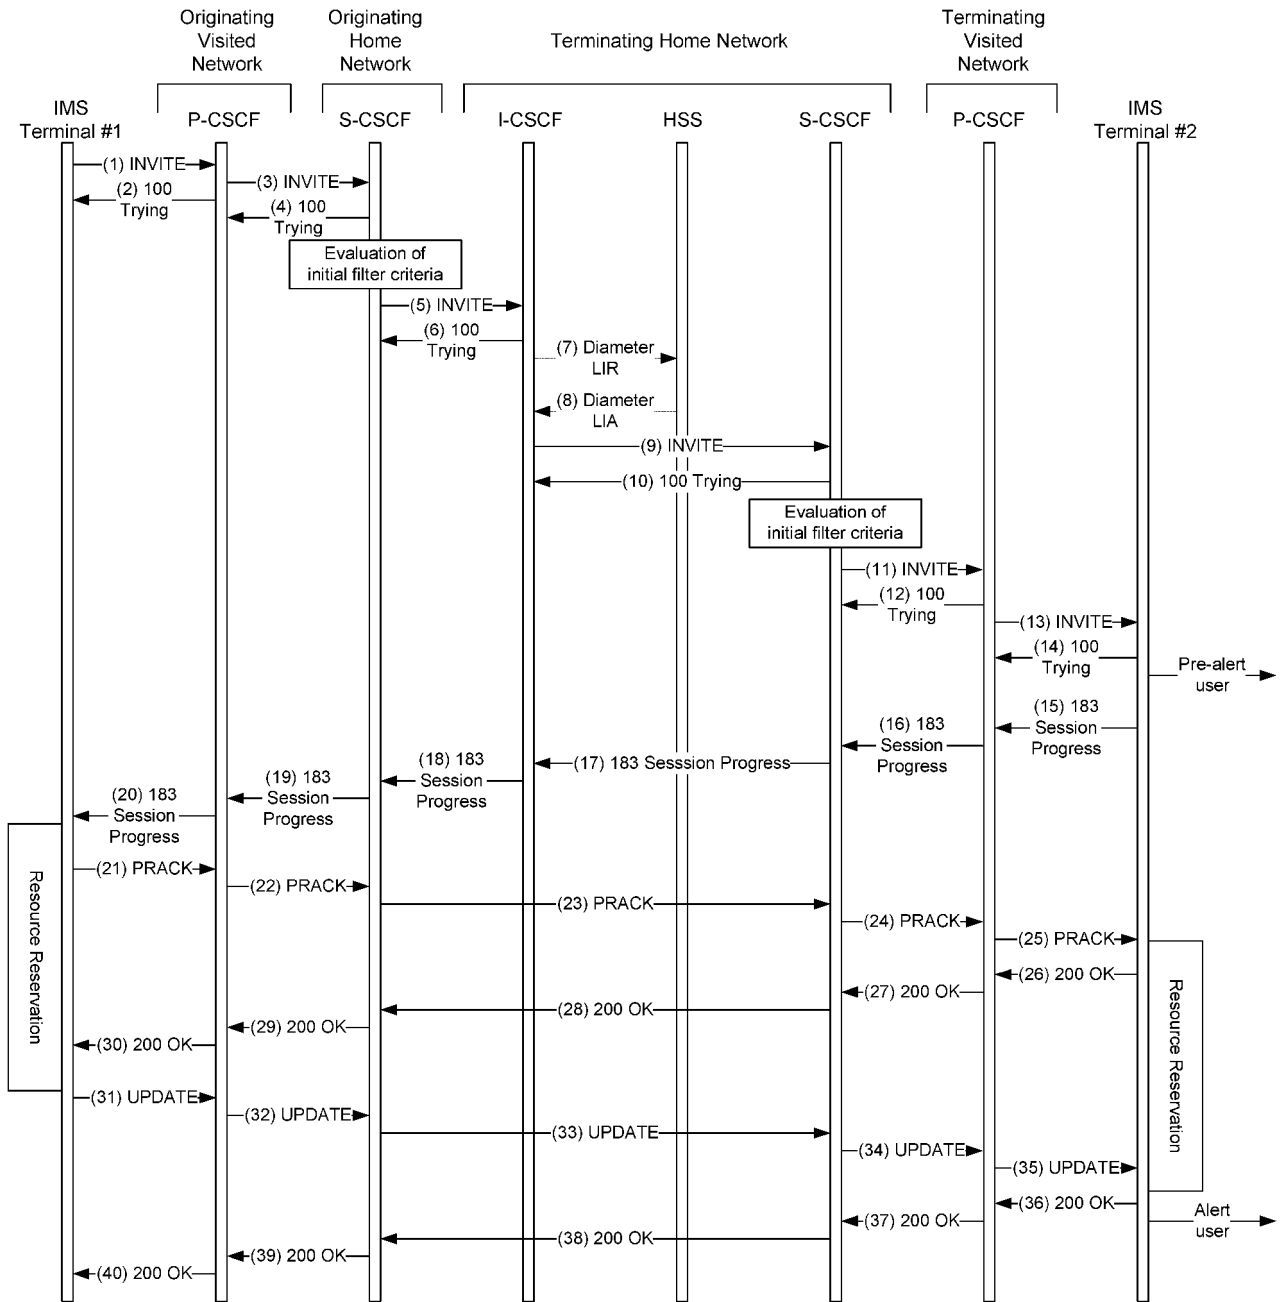 Originating
Visited
Network
Originating
Home
Network
Terminating Home Network
Terminating
Visited
Network
IMS
Terminal #1
P-CSCF
S-CSCF
I-CSCF
HSS
S-CSCF
P-CSCF
IMS
Terminal #2
(1) INVITE
(2) 100
Trying
(3) INVITE
(4) 100
Trying
Evaluation of
initial filter criteria
(5) INVITE
(6) 100
Trying
(7) Diameter
LIR
(8) Diameter
LIA
(9) INVITE
(10) 100 Trying
Evaluation of
initial filter criteria
(11) INVITE
(12) 100
Trying
(13) INVITE
(14) 100
Trying
Pre-alert
user
(15) 183
Session
Progress
(16) 183
Session
Progress
(17) 183 Sesssion Progress
(18) 183
Session
Progress
(19) 183
Session
Progress
(20) 183
Session
Progress
Resource Reservation
(21) PRACK
(22) PRACK
(23) PRACK
(24) PRACK
(25) PRACK
Resource Reservation
(26) 200 OK
(27) 200 OK
(28) 200 OK
(29) 200 OK
(30) 200 OK
(31) UPDATE
(32) UPDATE
(33) UPDATE
(34) UPDATE
(35) UPDATE
(36) 200 OK
Alert
user
(37) 200 OK
(38) 200 OK
(39) 200 OK
(40) 200 OK